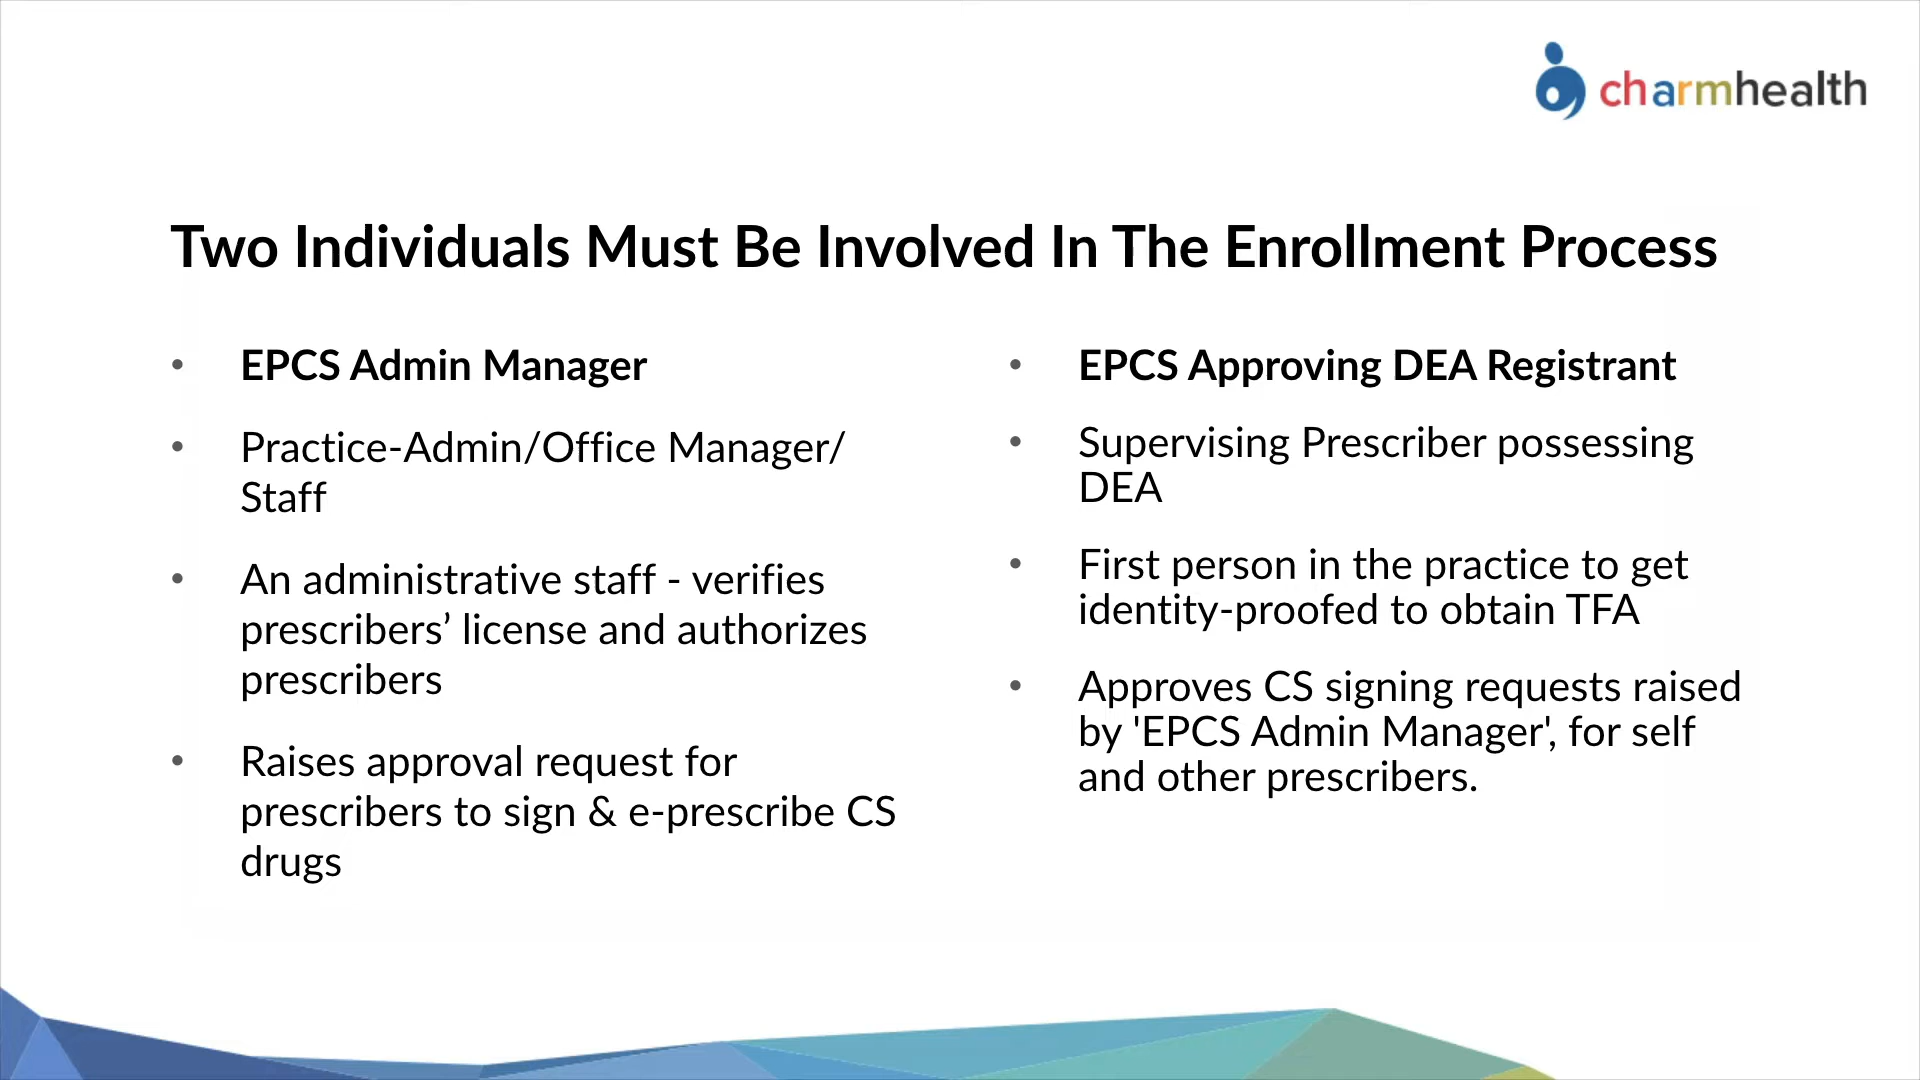 charmhealth
Two Individuals Must Be Involved In The Enrollment Process
• EPCS Admin Manager
• Practice-Admin/Office Manager/
Staff
• An administrative staff - verifies
prescribers’ license and authorizes
prescribers
• Raises approval request for
prescribers to sign & e-prescribe CS
drugs
• EPCS Approving DEA Registrant
• Supervising Prescriber possessing
DEA
• First person in the practice to get
identity-proofed to obtain TFA
• Approves CS signing requests raised
by 'EPCS Admin Manager', for self
and other prescribers.